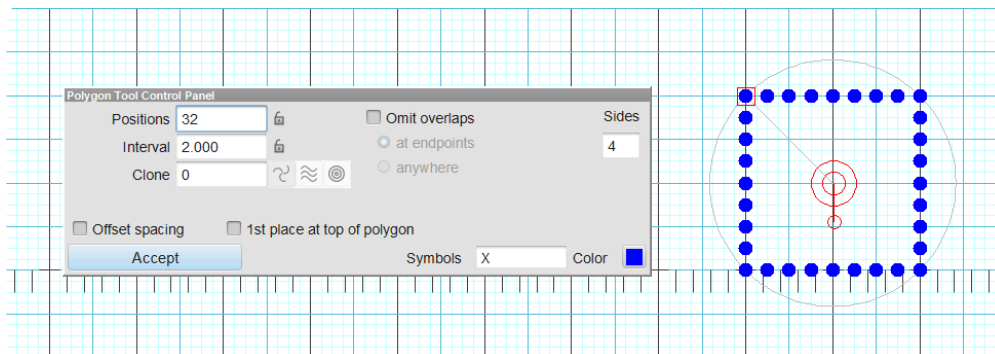 Polygon Tool Control Panel
Positions 32 Omit overlaps Sides
Interval 2.000 at endpoints 4
Clone 0 anywhere
Offset spacing 1st place at top of polygon
Accept Symbols X Color